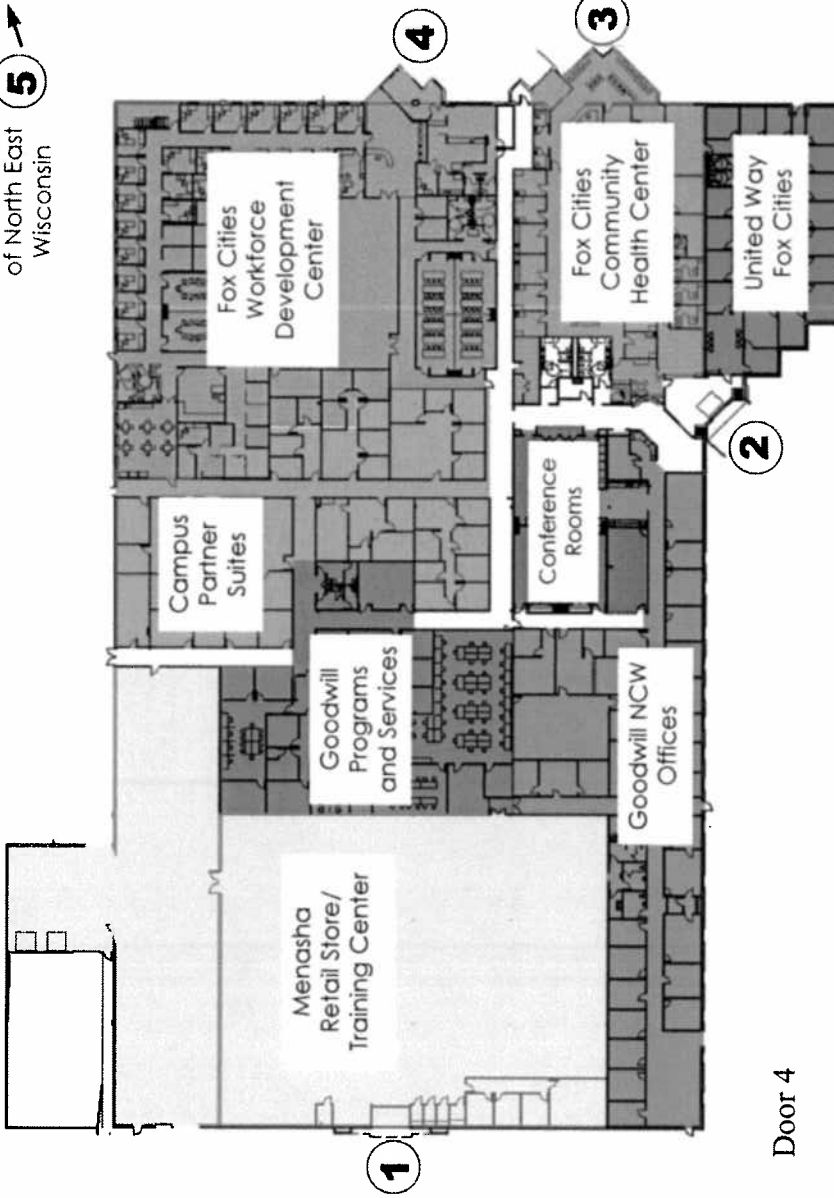 of North East
Wisconsin
5
4
3
Fox Cities
Workforce
Development
Center
Fox Cities
Community
Health Center
United Way
Fox Cities
Campus
Partner
Suites
Conference
Rooms
2
Goodwill
Programs
and Services
Goodwill NCW
Offices
Menasha
Retail Store/
Training Center
1
Door 4